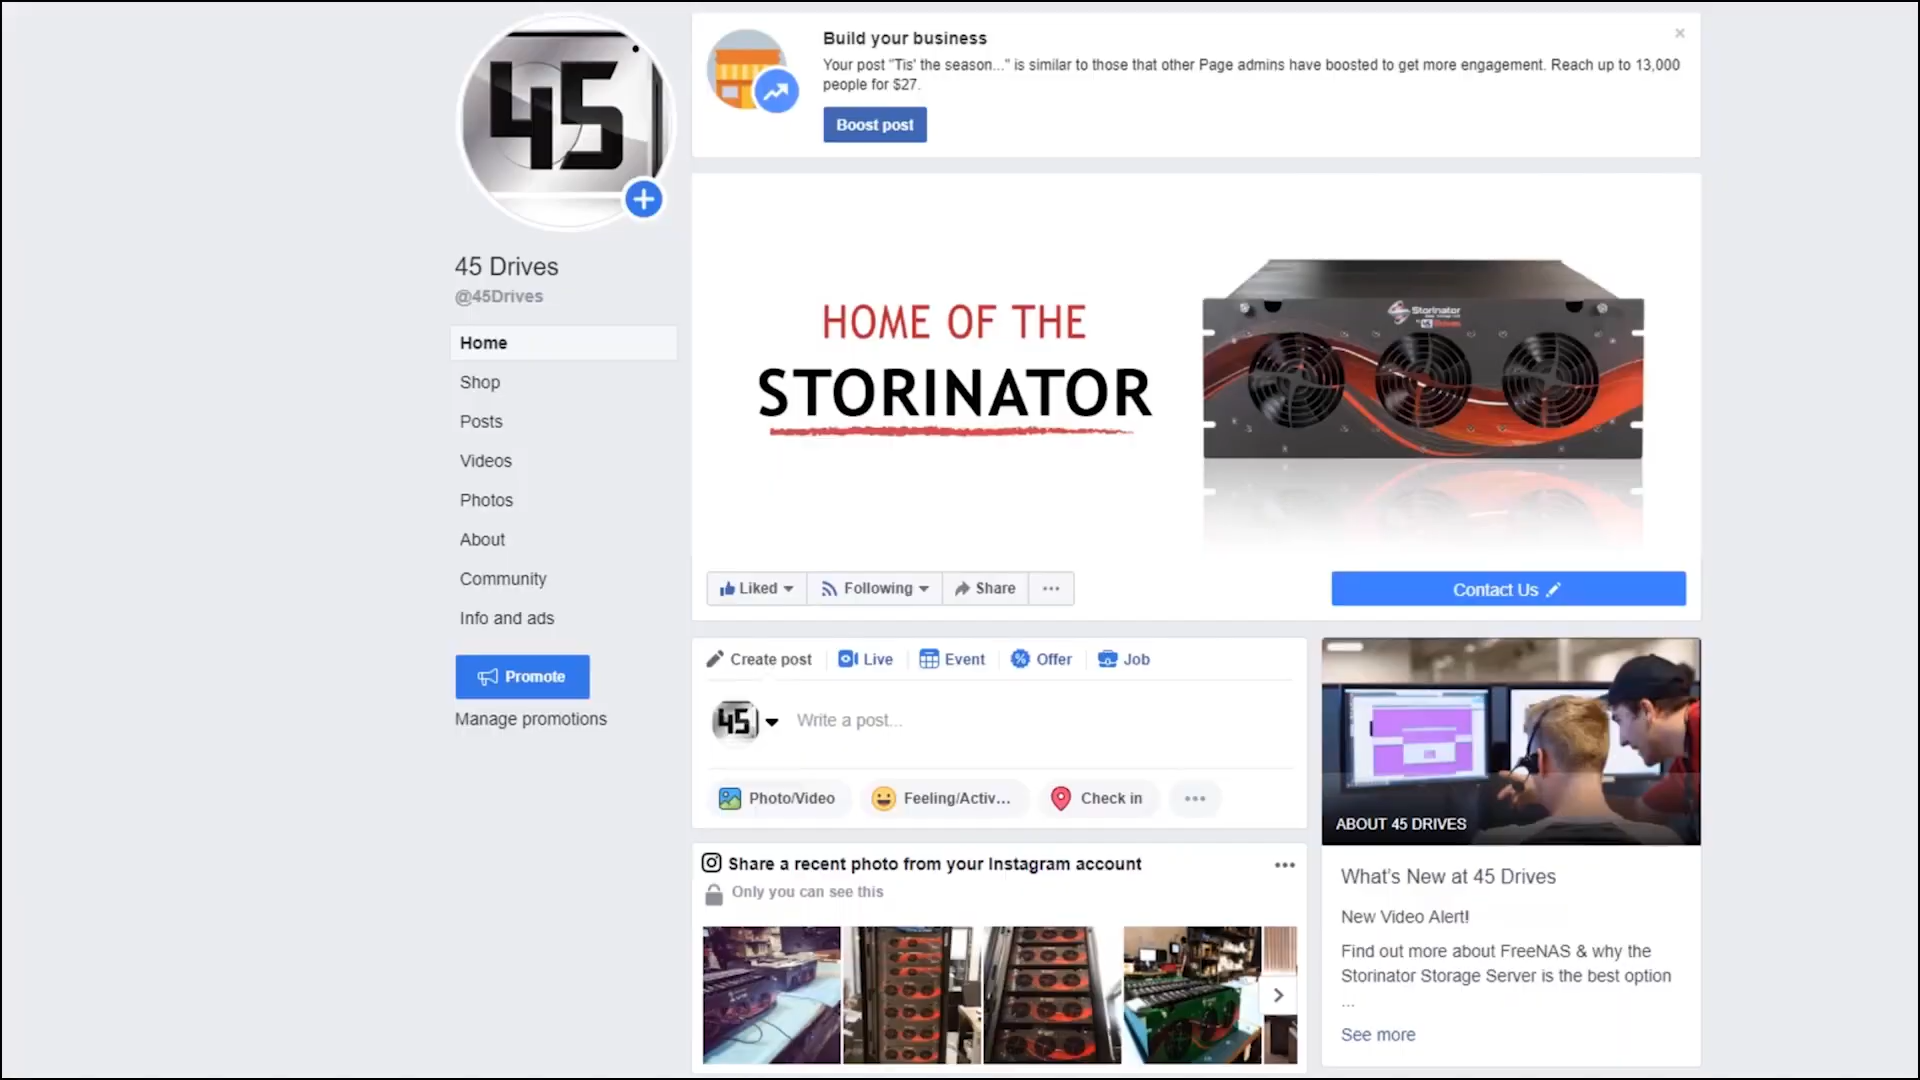 45
45 Drives
@45Drives
Home
Shop
Posts
Videos
Photos
About
Community
Info and ads
Promote
Manage promotions
Build your business
Your post "Tis' the season..." is similar to those that other Page admins have boosted to get more engagement. Reach up to 13,000
people for $27.
Boost post
HOME OF THE
STORINATOR
Storinator
Liked
Following
Share
Contact Us
Create post
Live
Event
Offer
Job
45
Write a post...
Photo/Video
Feeling/Activ...
Check in
Share a recent photo from your Instagram account
Only you can see this
ABOUT 45 DRIVES
What's New at 45 Drives
New Video Alert!
Find out more about FreeNAS & why the
Storinator Storage Server is the best option
...
See more